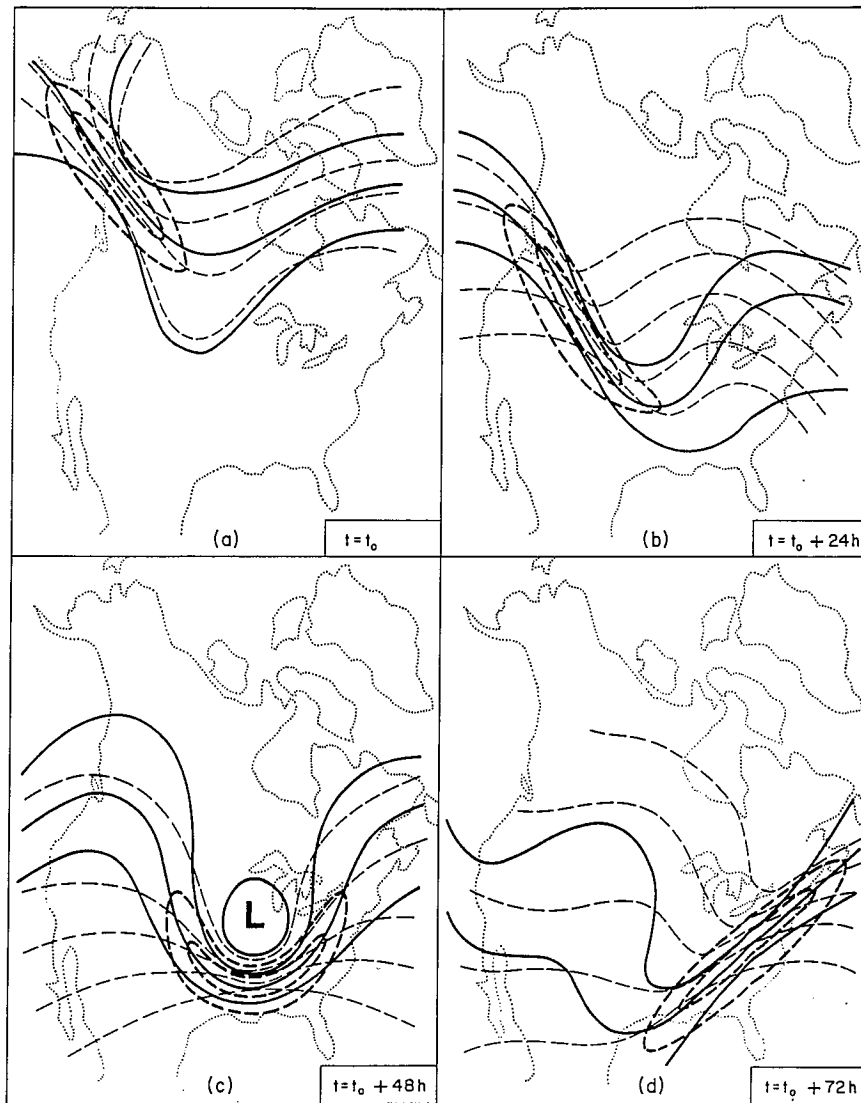 (a)
t=t₀
(b)
t=t₀ + 24h
L
(c)
t=t₀ + 48h
(d)
t=t₀ + 72h